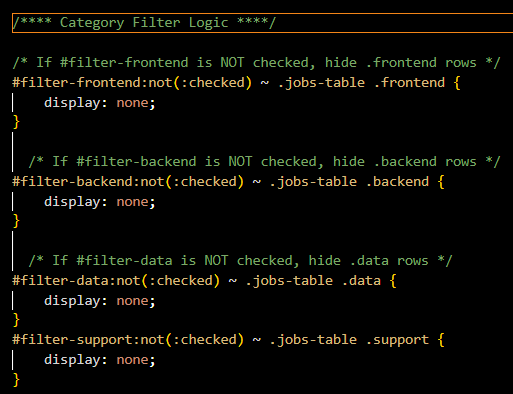 /**** Category Filter Logic ****/
/* If #filter-frontend is NOT checked, hide .frontend rows */
#filter-frontend:not(:checked) ~ .jobs-table .frontend {
    display: none;
}
  /* If #filter-backend is NOT checked, hide .backend rows */
#filter-backend:not(:checked) ~ .jobs-table .backend {
    display: none;
}
  /* If #filter-data is NOT checked, hide .data rows */
#filter-data:not(:checked) ~ .jobs-table .data {
    display: none;
}
#filter-support:not(:checked) ~ .jobs-table .support {
    display: none;
}